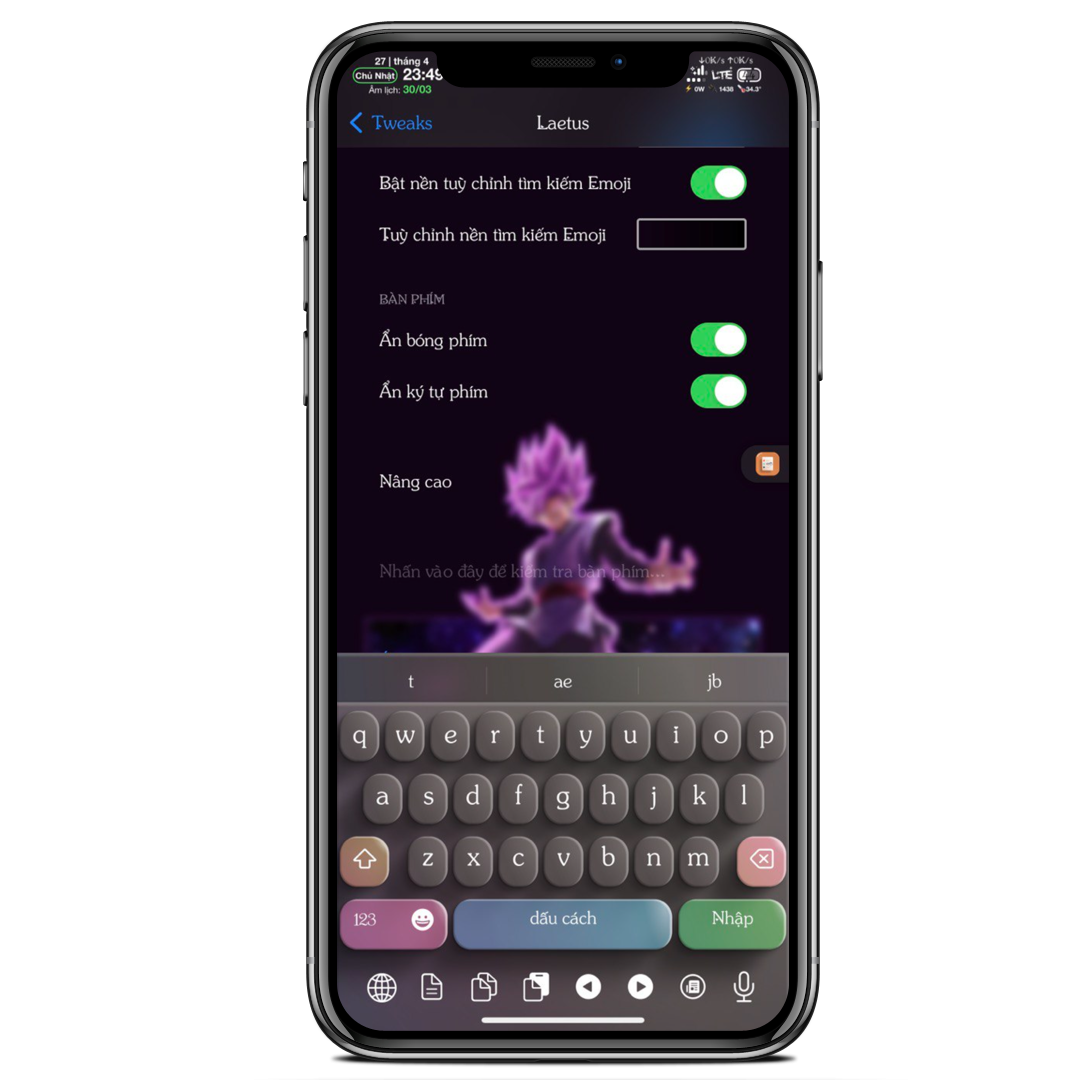 27 | tháng 4
Chủ Nhật 23:49
Âm lịch: 30/03
↓0K/s ↑0K/s
LTE
0W 1438 34.3°
Tweaks
Laetus
Bật nền tuỳ chỉnh tìm kiếm Emoji
Tuỳ chỉnh nền tìm kiếm Emoji
BÀN PHÍM
Ẩn bóng phím
Ẩn ký tự phím
Nâng cao
Nhấn vào đây để kiểm tra bàn phím...
t ae jb
q w e r t y u i o p
a s d f g h j k l
z x c v b n m
123 dấu cách Nhập